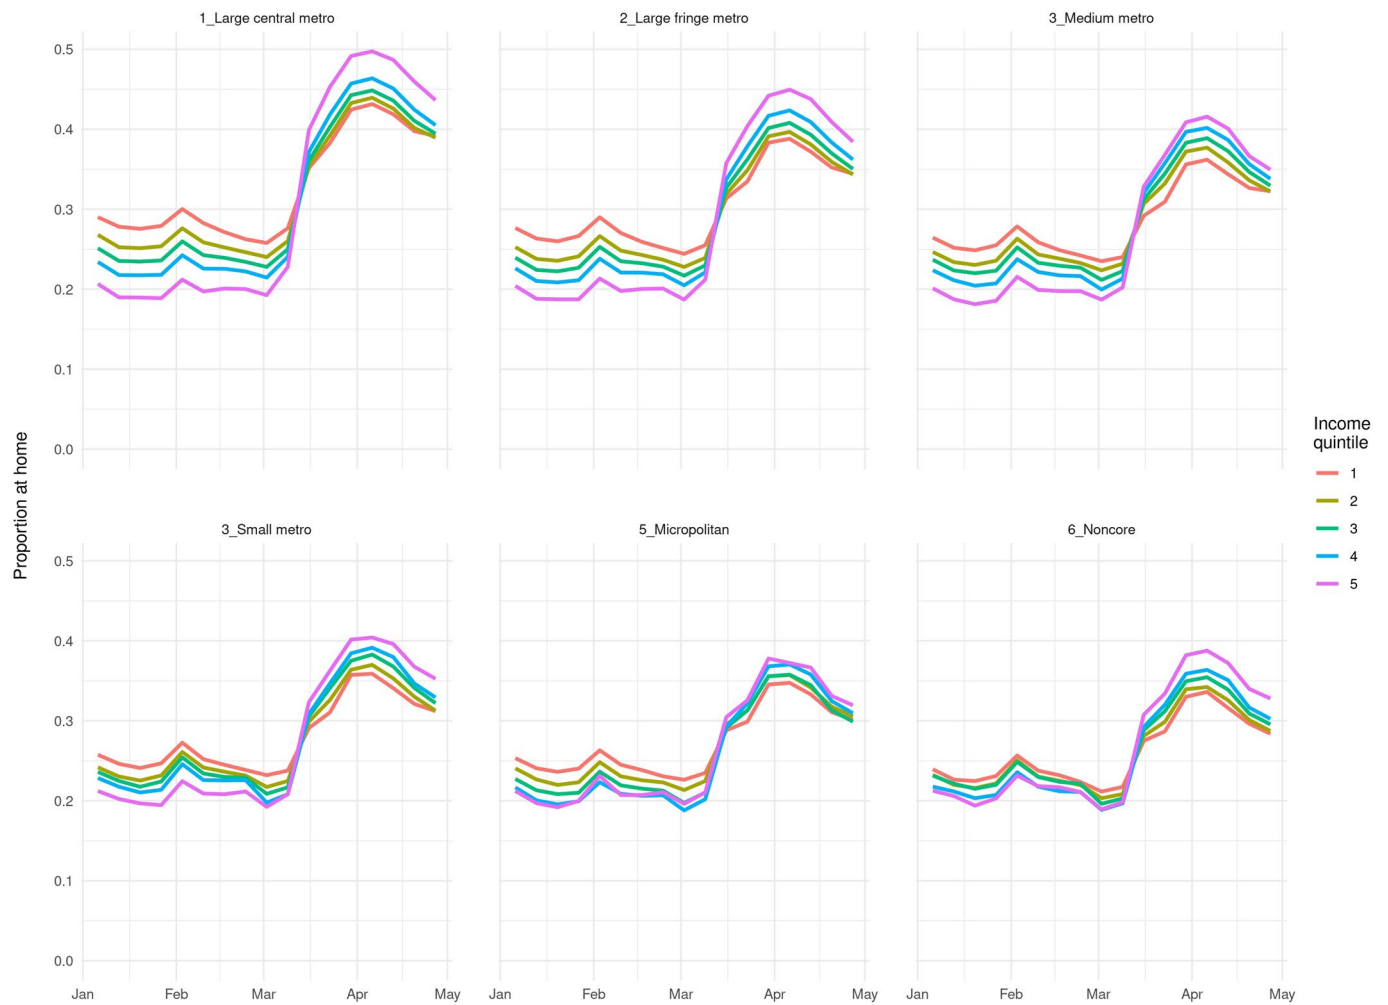 1_Large central metro
2_Large fringe metro
3_Medium metro
0.5
0.4
0.3
0.2
0.1
0.0
3_Small metro
5_Micropolitan
6_Noncore
0.5
0.4
0.3
0.2
0.1
0.0
Jan Feb Mar Apr May
Jan Feb Mar Apr May
Jan Feb Mar Apr May
Proportion at home
Income
quintile
1
2
3
4
5